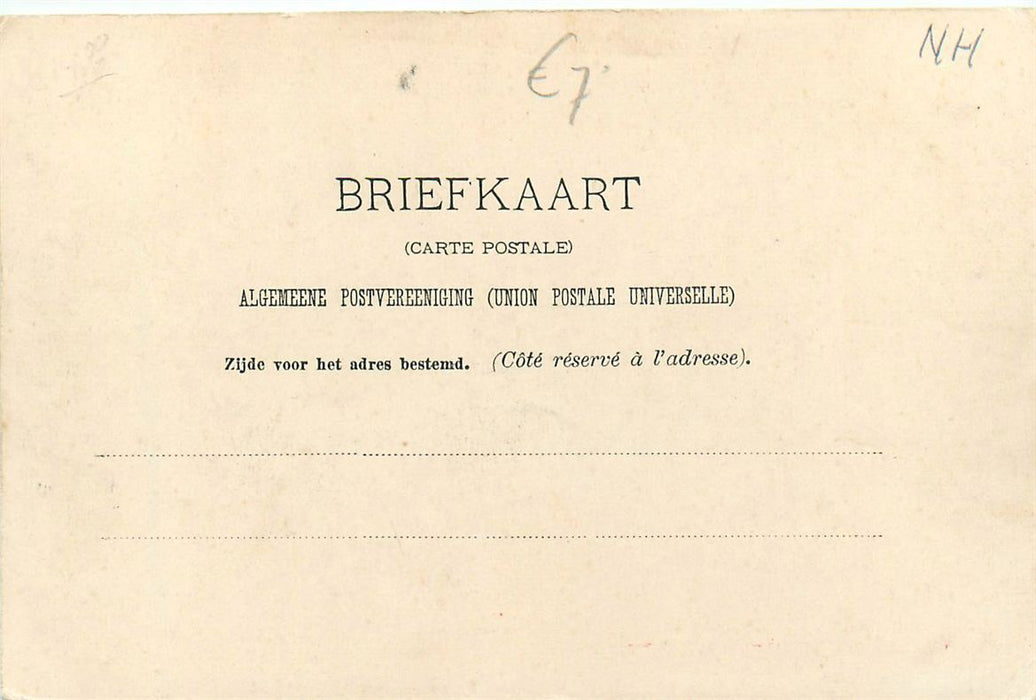 NH
€7
BRIEFKAART
(CARTE POSTALE)
ALGEMEENE POSTVEREENIGING (UNION POSTALE UNIVERSELLE)
Zijde voor het adres bestemd. (Côté réservé à l'adresse).